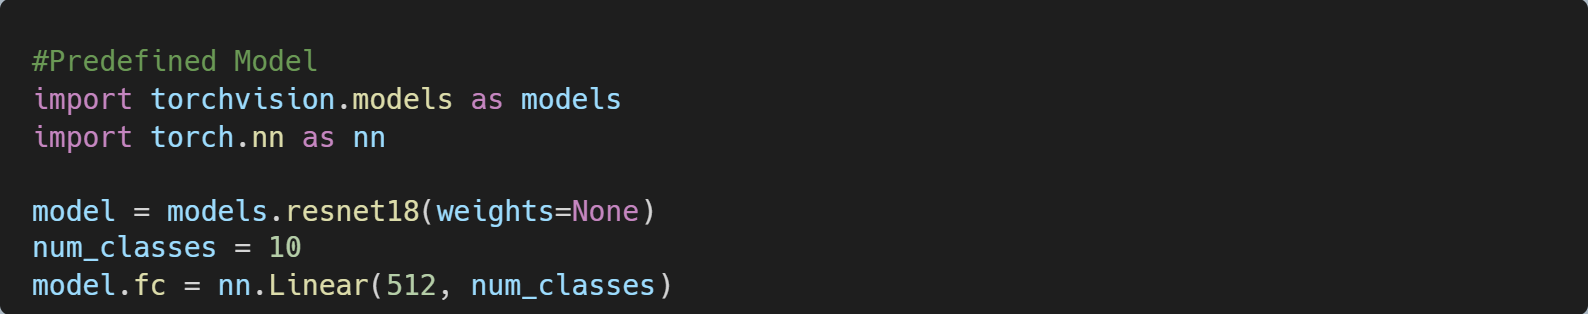 #Predefined Model
import torchvision.models as models
import torch.nn as nn
model = models.resnet18(weights=None)
num_classes = 10
model.fc = nn.Linear(512, num_classes)